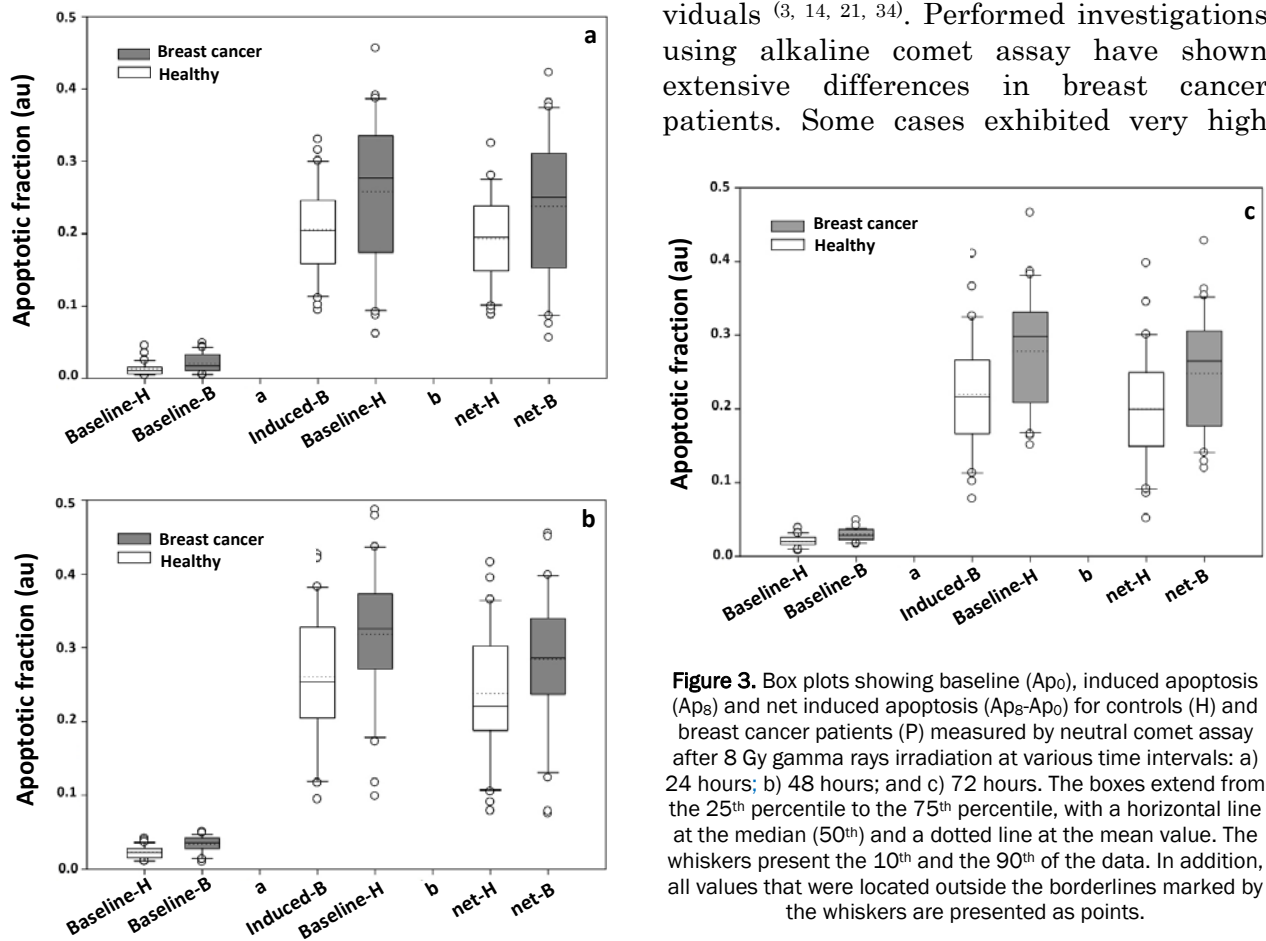 a
Breast cancer
Healthy
Apoptotic fraction (au)
0.5
0.4
0.3
0.2
0.1
0.0
Baseline-H
Baseline-B
a
Induced-B
Baseline-H
b
net-H
net-B
b
Breast cancer
Healthy
Apoptotic fraction (au)
0.5
0.4
0.3
0.2
0.1
0.0
Baseline-H
Baseline-B
a
Induced-B
Baseline-H
b
net-H
net-B
viduals (3, 14, 21, 34). Performed investigations
using alkaline comet assay have shown
extensive differences in breast cancer
patients. Some cases exhibited very high
c
Breast cancer
Healthy
Apoptotic fraction (au)
0.5
0.4
0.3
0.2
0.1
0.0
Baseline-H
Baseline-B
a
Induced-B
Baseline-H
b
net-H
net-B
Figure 3. Box plots showing baseline (Ap0), induced apoptosis
(Ap8) and net induced apoptosis (Ap8-Ap0) for controls (H) and
breast cancer patients (P) measured by neutral comet assay
after 8 Gy gamma rays irradiation at various time intervals: a)
24 hours; b) 48 hours; and c) 72 hours. The boxes extend from
the 25th percentile to the 75th percentile, with a horizontal line
at the median (50th) and a dotted line at the mean value. The
whiskers present the 10th and the 90th of the data. In addition,
all values that were located outside the borderlines marked by
the whiskers are presented as points.